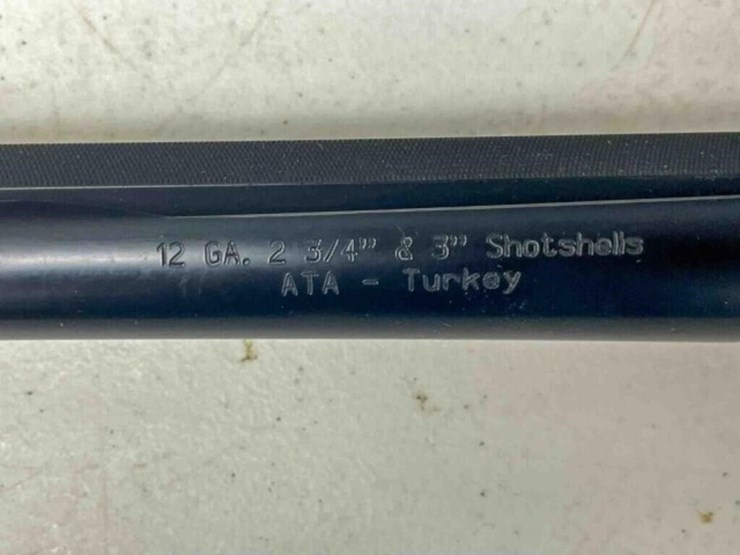 12 GA. 2 3/4" & 3" Shotshells
ATA - Turkey